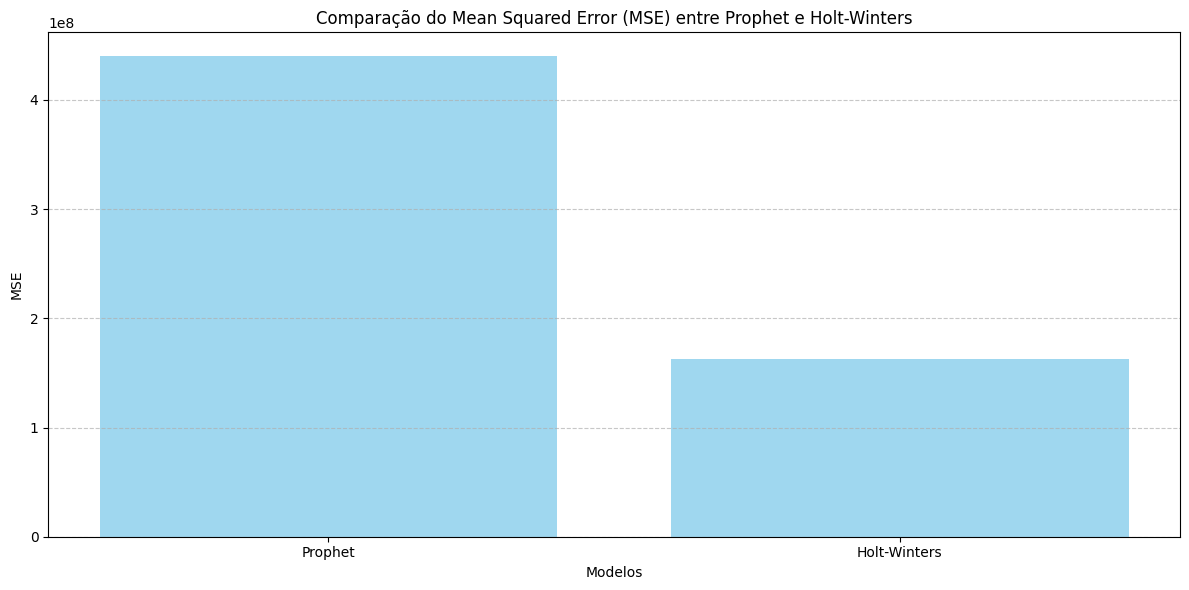 Comparação do Mean Squared Error (MSE) entre Prophet e Holt-Winters
1e8
4
3
2
1
0
MSE
Prophet
Holt-Winters
Modelos